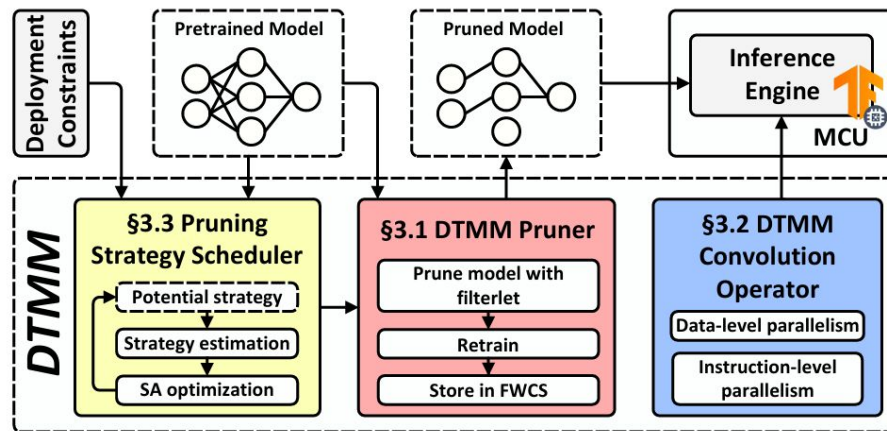 Deployment
Constraints
Pretrained Model
Pruned Model
Inference
Engine
MCU
DTMM
§3.3 Pruning
Strategy Scheduler
Potential strategy
Strategy estimation
SA optimization
§3.1 DTMM Pruner
Prune model with
filterlet
Retrain
Store in FWCS
§3.2 DTMM
Convolution
Operator
Data-level parallelism
Instruction-level
parallelism